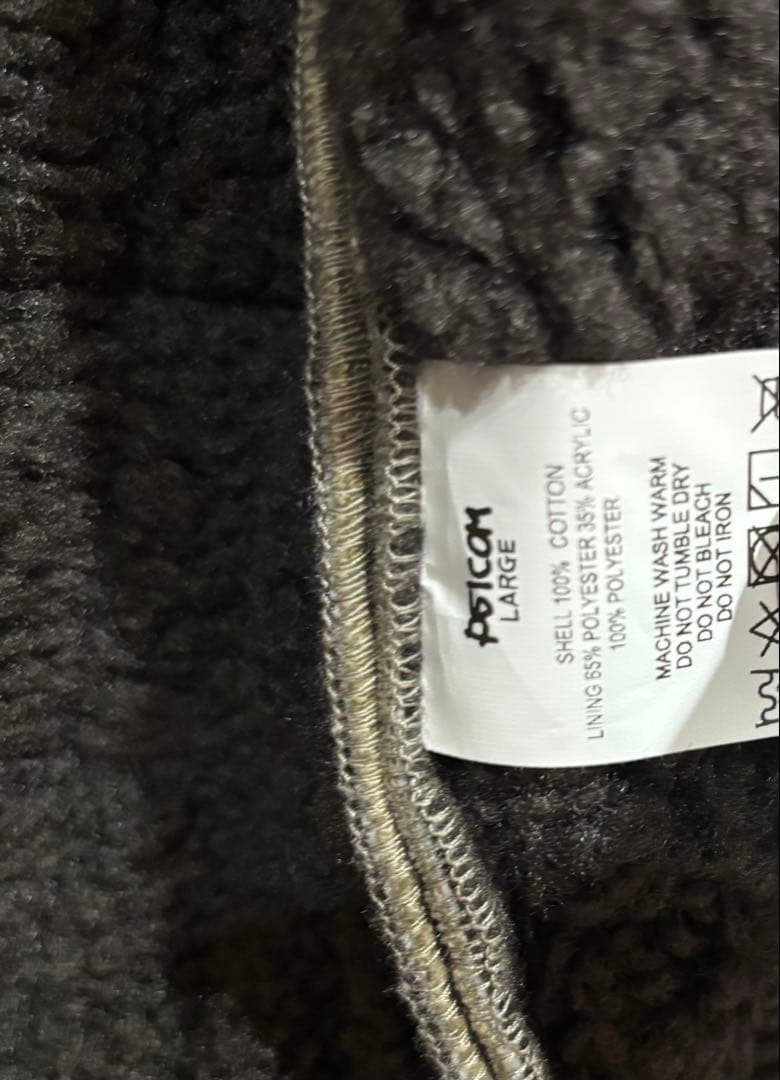 POTCOM
LARGE
SHELL 100% COTTON
LINING 65% POLYESTER 35% ACRYLIC
100% POLYESTER
MACHINE WASH WARM
DO NOT TUMBLE DRY
DO NOT BLEACH
DO NOT IRON